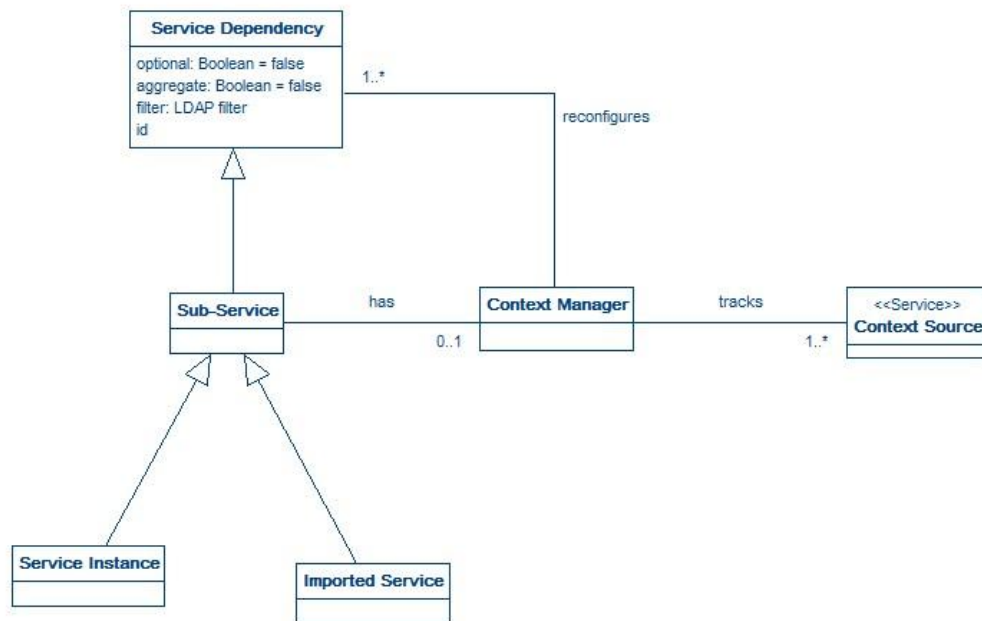 Service Dependency
optional: Boolean = false
aggregate: Boolean = false
filter: LDAP filter
id
1..*
reconfigures
Sub-Service
has
0..1
Context Manager
tracks
1..*
<<Service>>
Context Source
Service Instance
Imported Service